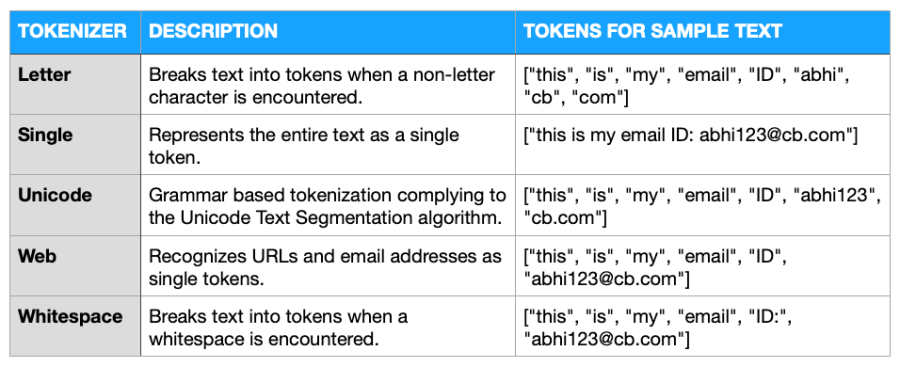 TOKENIZER DESCRIPTION TOKENS FOR SAMPLE TEXT
Letter Breaks text into tokens when a non-letter ["this", "is", "my", "email", "ID", "abhi",
character is encountered. "cb", "com"]
Single Represents the entire text as a single ["this is my email ID: abhi123@cb.com"]
token.
Unicode Grammar based tokenization complying to ["this", "is", "my", "email", "ID", "abhi123",
the Unicode Text Segmentation algorithm. "cb.com"]
Web Recognizes URLs and email addresses as ["this", "is", "my", "email", "ID",
single tokens. "abhi123@cb.com"]
Whitespace Breaks text into tokens when a ["this", "is", "my", "email", "ID:",
whitespace is encountered. "abhi123@cb.com"]